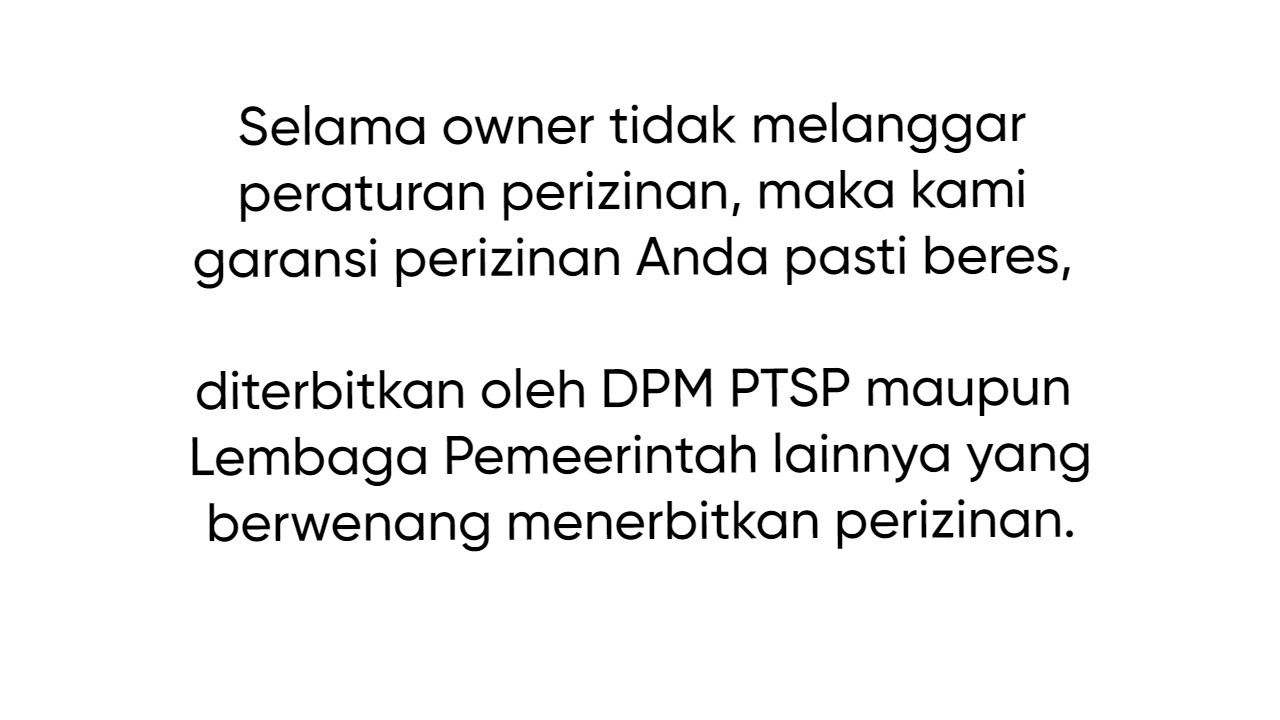 Selama owner tidak melanggar
peraturan perizinan, maka kami
garansi perizinan Anda pasti beres,
diterbitkan oleh DPM PTSP maupun
Lembaga Pemeerintah lainnya yang
berwenang menerbitkan perizinan.